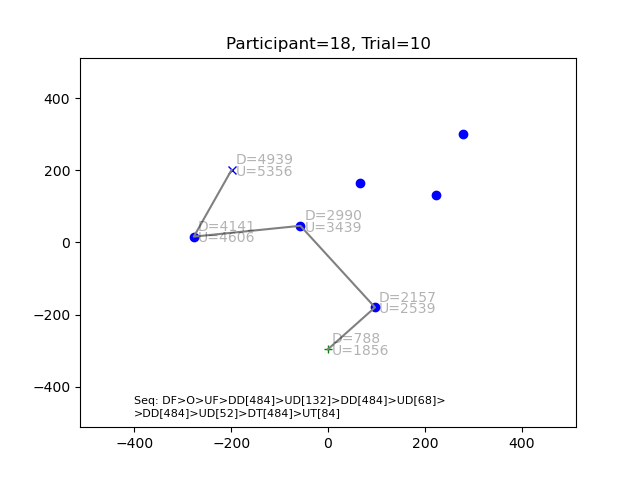 Participant=18, Trial=10
400
200
0
−200
−400
D=4939
U=5356
D=4141
U=4606
D=2990
U=3439
D=2157
U=2539
D=788
U=1856
Seq: DF>O>UF>DD[484]>UD[132]>DD[484]>UD[68]>
>DD[484]>UD[52]>DT[484]>UT[84]
−400 −200 0 200 400